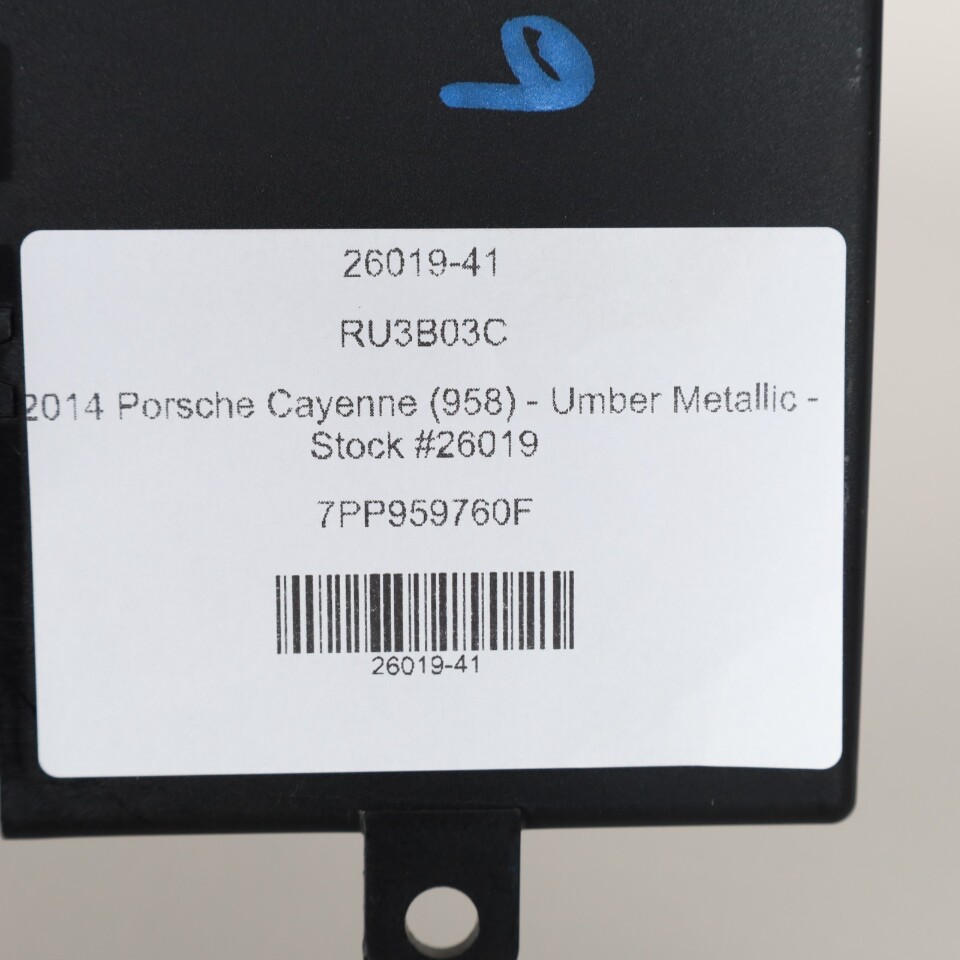 26019-41
RU3B03C
2014 Porsche Cayenne (958) - Umber Metallic -
Stock #26019
7PP959760F
26019-41